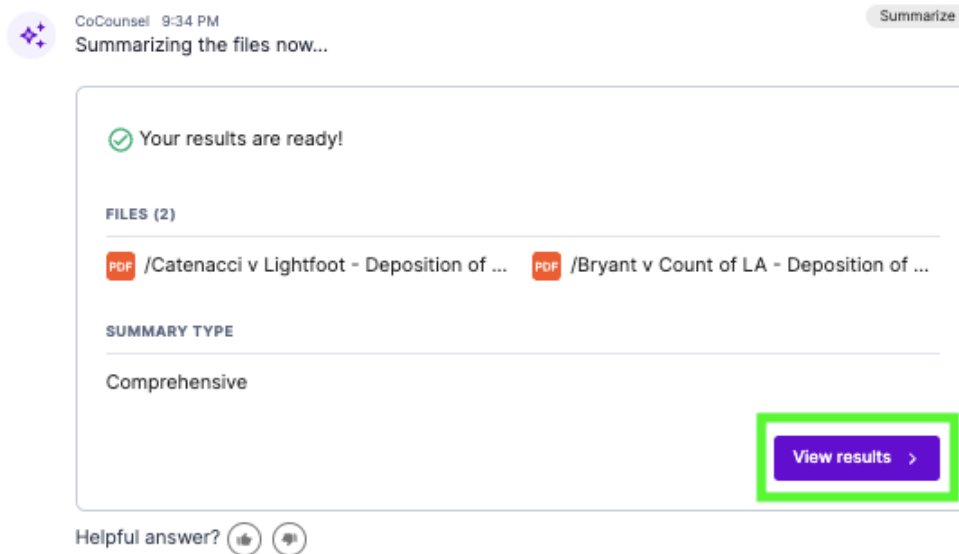 CoCounsel 9:34 PM
Summarize
Summarizing the files now...
Your results are ready!
FILES (2)
PDF /Catenacci v Lightfoot - Deposition of ... PDF /Bryant v Count of LA - Deposition of ...
SUMMARY TYPE
Comprehensive
View results >
Helpful answer?